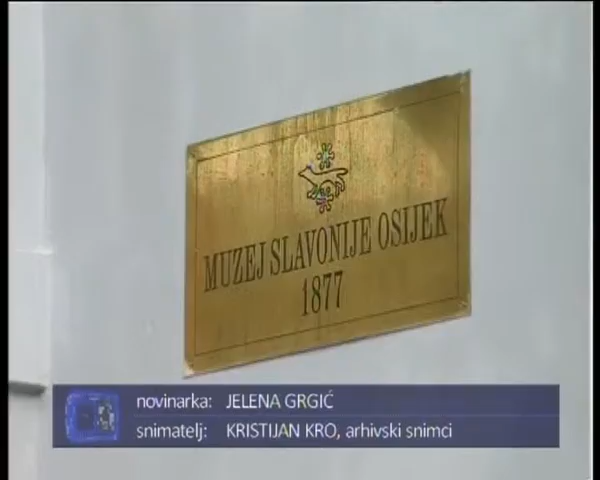 MUZEJ SLAVONIJE OSIJEK
1877
novinarka: JELENA GRGIĆ
snimatelj: KRISTIJAN KRO, arhivski snimci